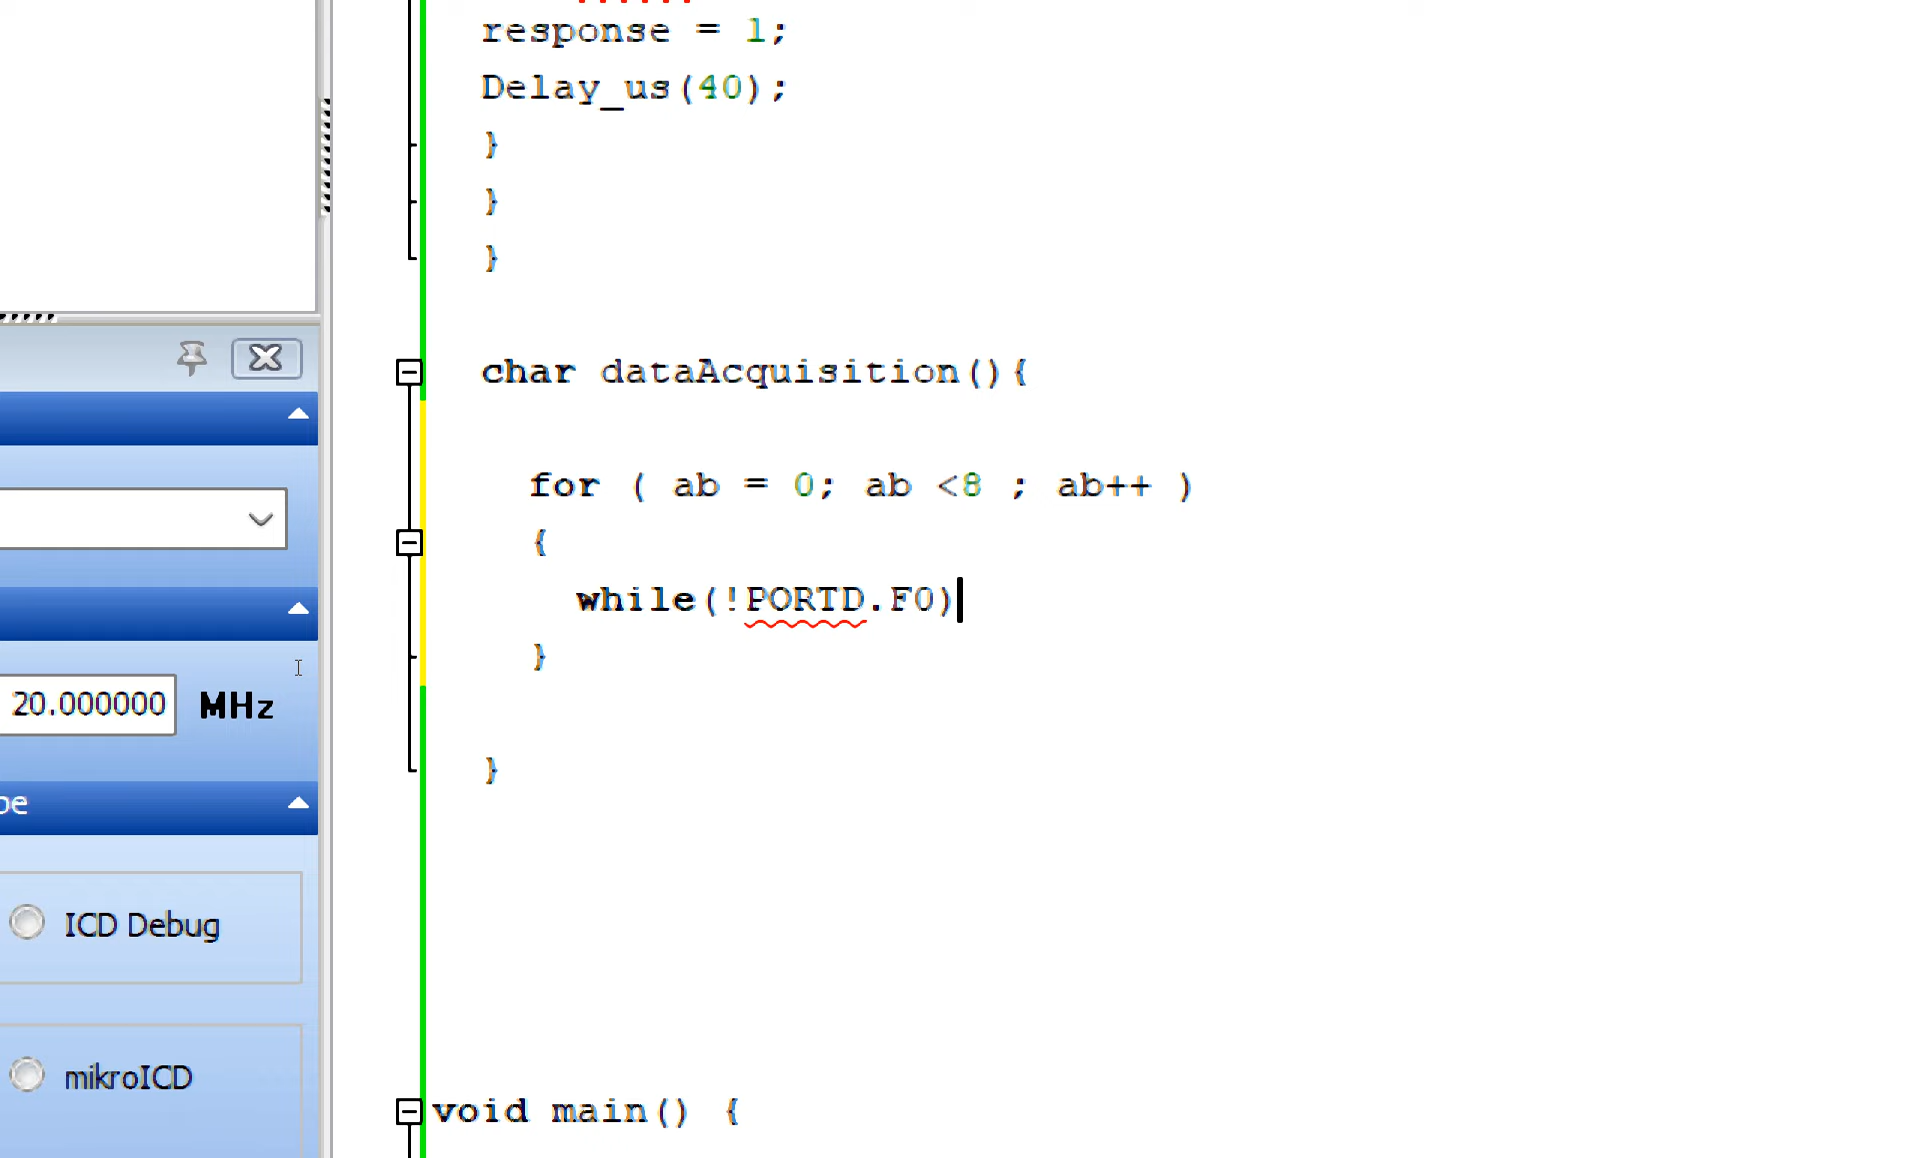 response = 1;
Delay_us(40);
}
}
}
char dataAcquisition(){
for ( ab = 0; ab <8 ; ab++ )
{
while(!PORTD.F0)
}
}
void main() {
20.000000 MHz
pe
ICD Debug
mikroICD